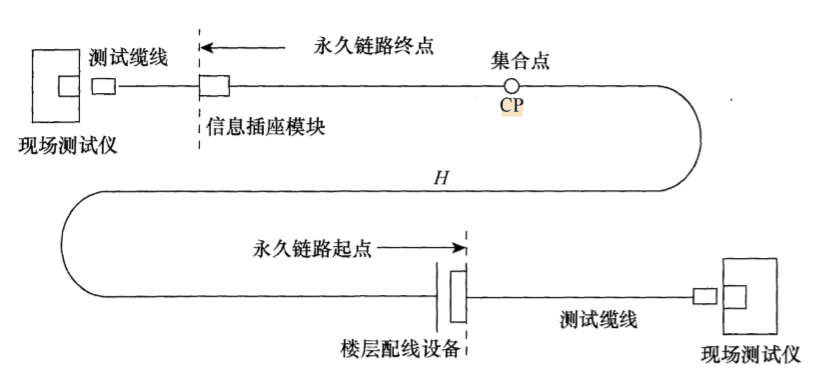 测试缆线
永久链路终点
集合点
CP
现场测试仪
信息插座模块
H
永久链路起点
测试缆线
楼层配线设备
现场测试仪